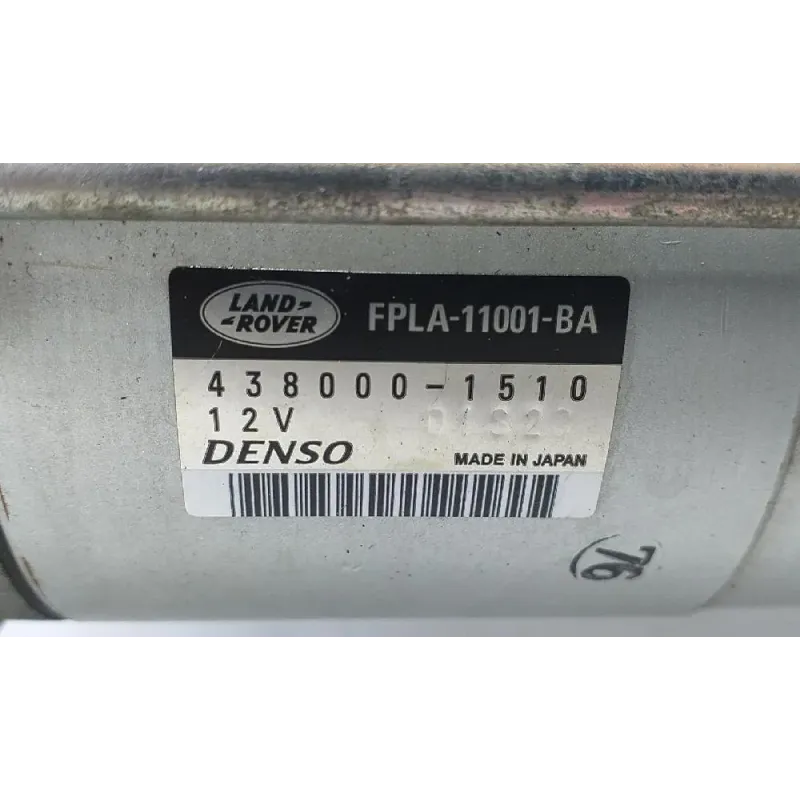 LAND-
ROVER
FPLA-11001-BA
438000-1510
12V
DENSO
MADE IN JAPAN